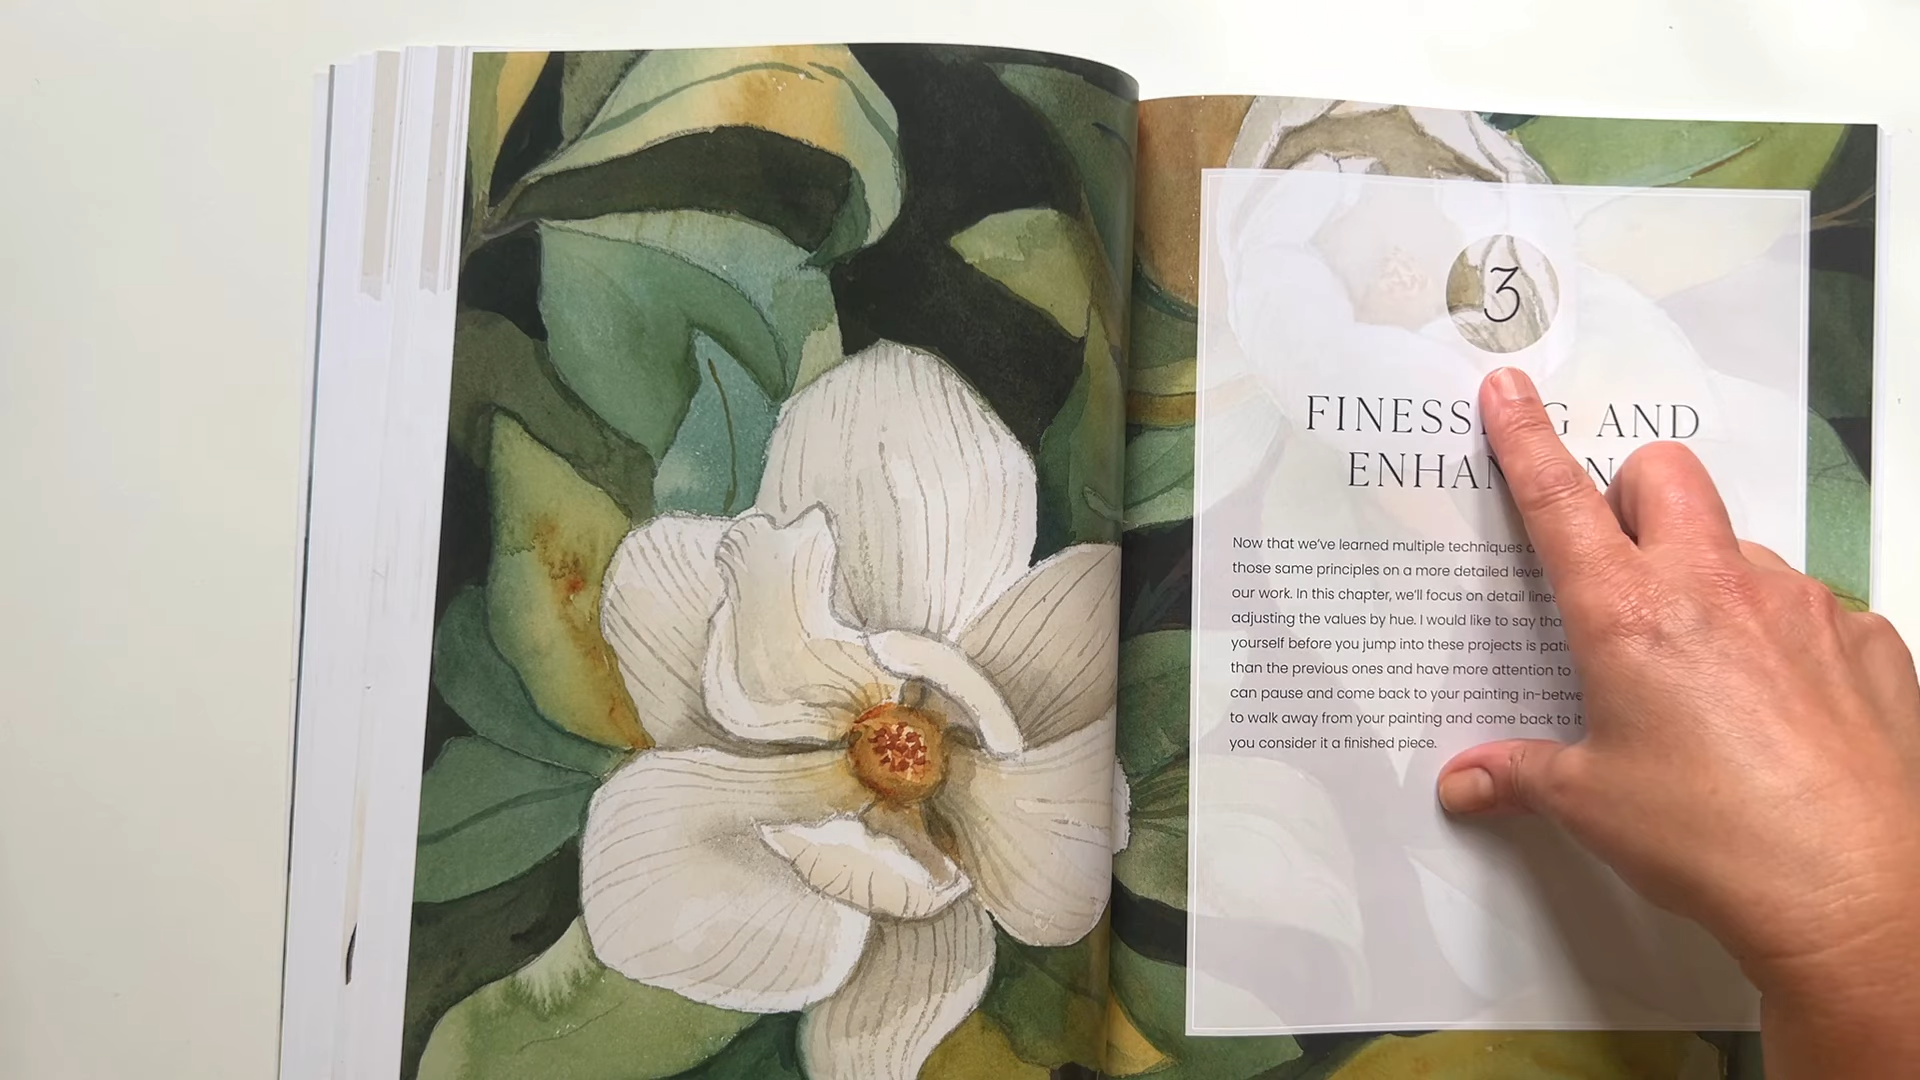 3
FINESS G AND
ENHAN N
Now that we've learned multiple techniques
those same principles on a more detailed level
our work. In this chapter, we'll focus on detail lines
adjusting the values by hue. I would like to say
yourself before you jump into these projects is
than the previous ones and have more attention to
can pause and come back to your painting
to walk away from your painting and come back to it
you consider it a finished piece.